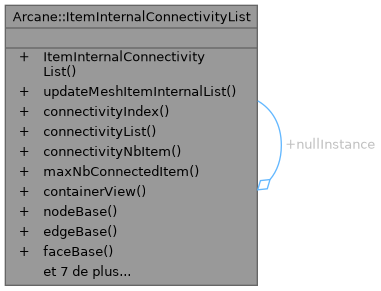 Arcane::ItemInternalConnectivityList
+ ItemInternalConnectivity
List()
+ updateMeshItemInternalList()
+ connectivityIndex()
+ connectivityList()
+ connectivityNbItem()
+ maxNbConnectedItem()
+ containerView()
+ nodeBase()
+ edgeBase()
+ faceBase()
et 7 de plus...
+nullInstance